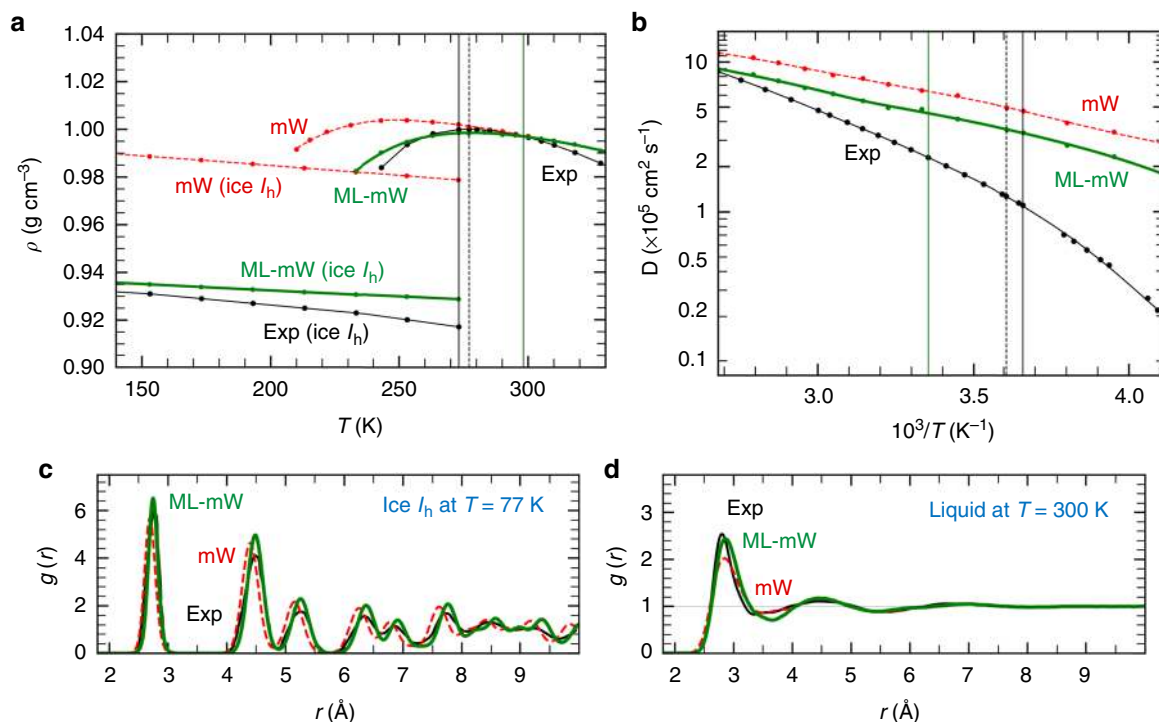 a
1.04
1.02
1.00
0.98
0.96
0.94
0.92
0.90
ρ (g cm⁻³)
mW
mW (ice Iₕ)
ML-mW
Exp
ML-mW (ice Iₕ)
Exp (ice Iₕ)
150 200 250 300
T (K)
b
10
5
2
1
0.5
0.2
0.1
D (×10⁵ cm² s⁻¹)
mW
Exp
ML-mW
3.0 3.5 4.0
10³/T (K⁻¹)
c
6
4
2
0
g (r)
ML-mW
Ice Iₕ at T = 77 K
mW
Exp
2 3 4 5 6 7 8 9
r (Å)
d
3
2
1
0
g (r)
Exp
Liquid at T = 300 K
ML-mW
mW
2 3 4 5 6 7 8 9
r (Å)